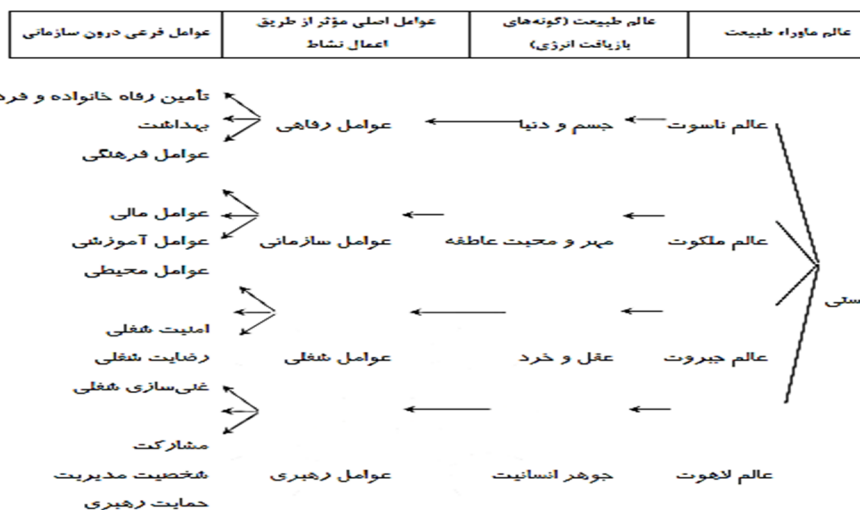 عالم ماوراء طبیعت
عالم طبیعت (گونه‌های
بازیافت انرژی)
عوامل اصلی مؤثر از طریق
اعمال نشاط
عوامل فرعی درون سازمانی
تأمین رفاه خانواده و
عالم ناسوت جسم و دنیا عوامل رفاهی بهداشت
عوامل فرهنگی
عوامل مالی
عالم ملکوت مهر و محبت عاطفه عوامل سازمانی عوامل آموزشی
عوامل محیطی
امنیت شغلی
عالم جبروت عقل و خرد عوامل شغلی رضایت شغلی
غنی‌سازی شغلی
مشارکت
عالم لاهوت جوهر انسانیت عوامل رهبری شخصیت مدیریت
حمایت رهبری